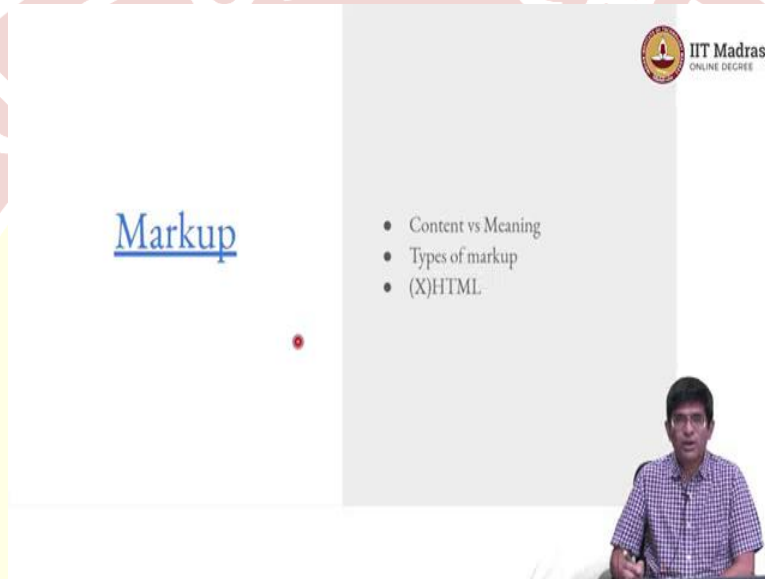 IIT Madras
ONLINE DEGREE
Markup
● Content vs Meaning
● Types of markup
● (X)HTML